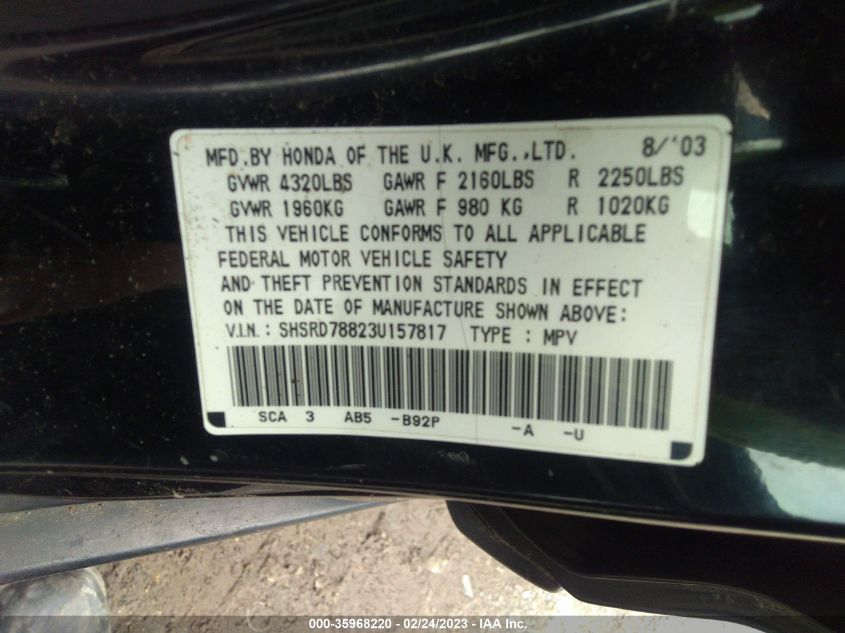 MFD.BY HONDA OF THE U.K. MFG.,LTD. 8/'03
GVWR 4320LBS GAWR F 2160LBS R 2250LBS
GVWR 1960KG GAWR F 980 KG R 1020KG
THIS VEHICLE CONFORMS TO ALL APPLICABLE
FEDERAL MOTOR VEHICLE SAFETY
AND THEFT PREVENTION STANDARDS IN EFFECT
ON THE DATE OF MANUFACTURE SHOWN ABOVE:
V.I.N.: SHSRD78823U157817 TYPE : MPV
SCA 3 AB5 -B92P -A -U
000-35968220 - 02/24/2023 - IAA Inc.